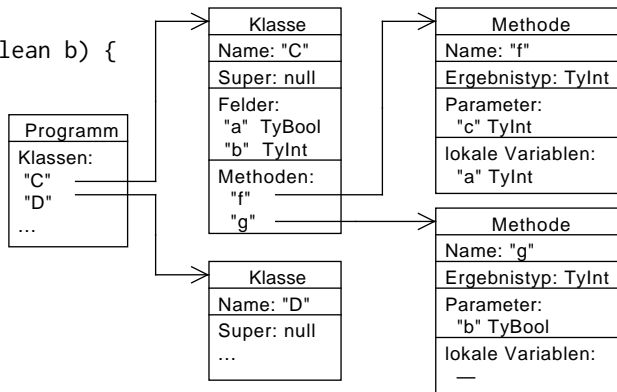 lean b) {
Programm
Klassen:
"C"
"D"
...
Klasse
Name: "C"
Super: null
Felder:
"a" TyBool
"b" TyInt
Methoden:
"f"
"g"
Klasse
Name: "D"
Super: null
...
Methode
Name: "f"
Ergebnistyp: TyInt
Parameter:
"c" TyInt
lokale Variablen:
"a" TyInt
Methode
Name: "g"
Ergebnistyp: TyInt
Parameter:
"b" TyBool
lokale Variablen:
—